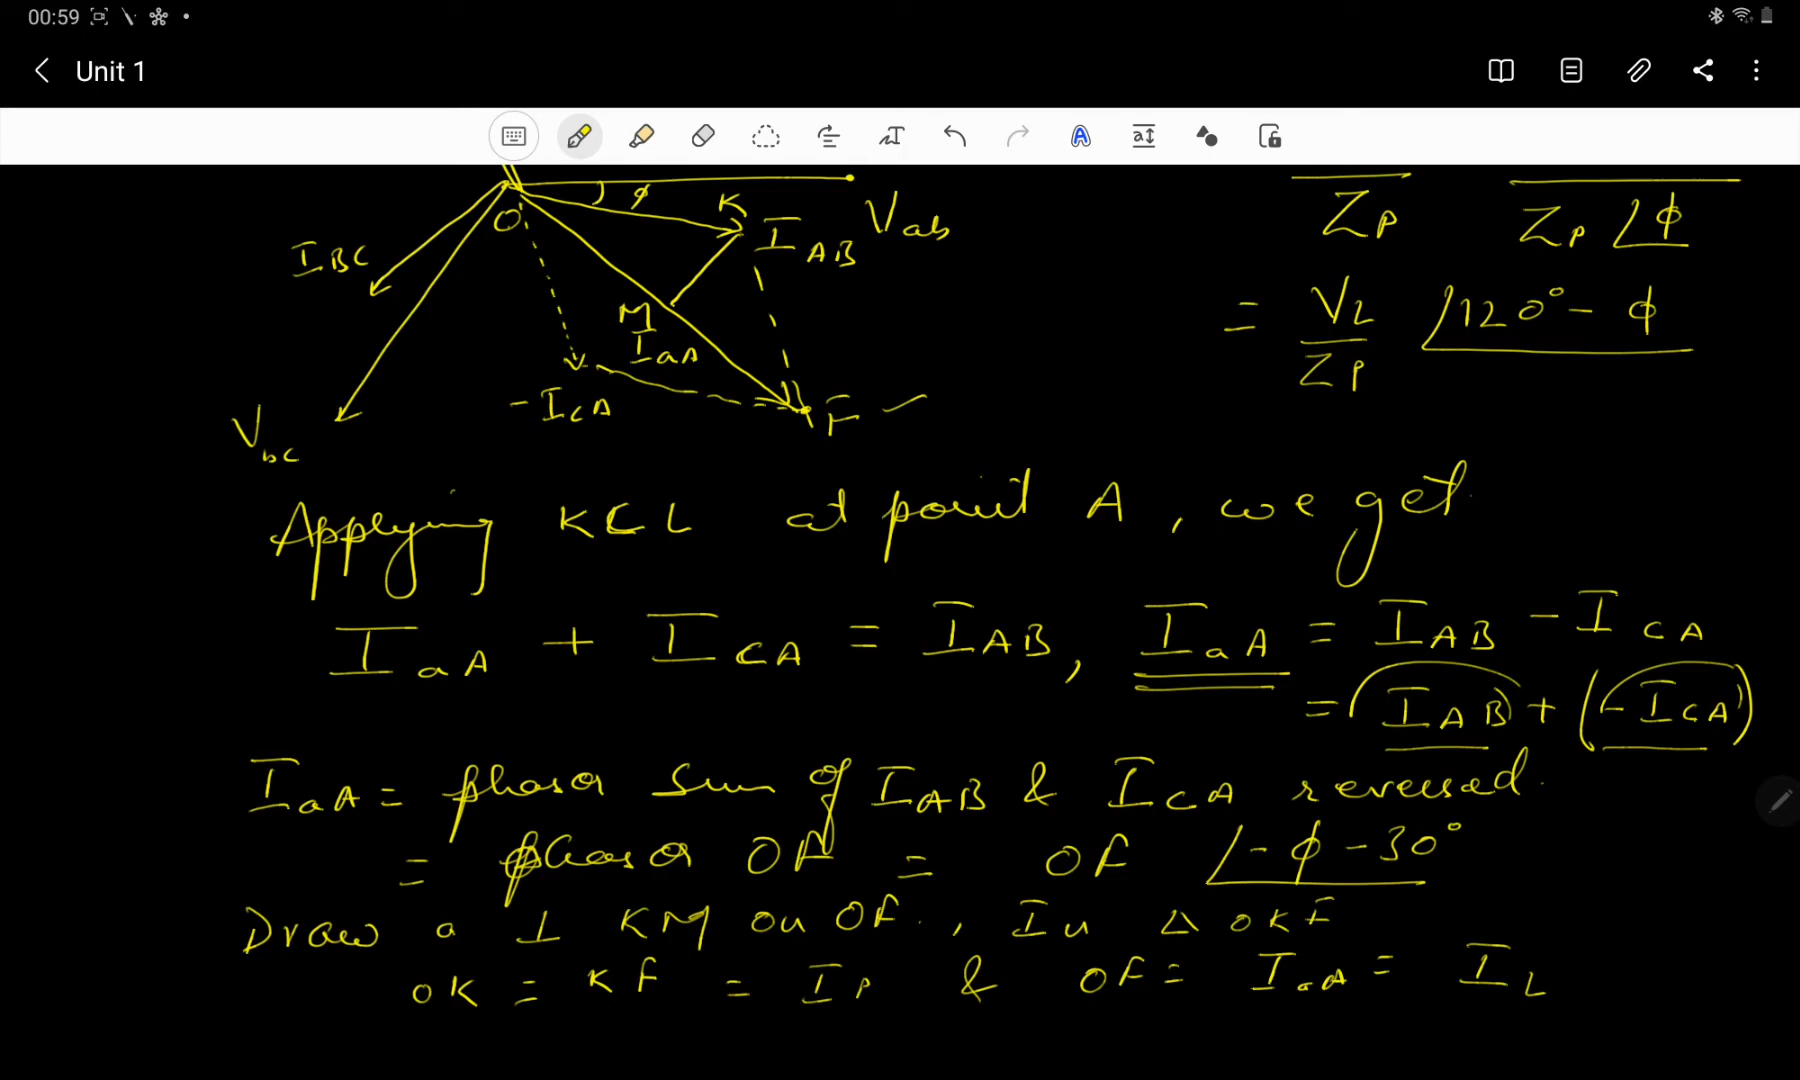 00:59
Unit 1
O
ϕ
K
I_AB
V_ab
I_BC
M
I_aA
-I_CA
F
V_bc
Z_P
Z_P ∠ϕ
= V_L / Z_P ∠120° - ϕ
Applying KCL at point A, we get
I_aA + I_CA = I_AB, I_aA = I_AB - I_CA
= I_AB + (-I_CA)
I_aA = phasor sum of I_AB & I_CA reversed.
= phasor OF = OF ∠-ϕ-30°
Draw a ⊥ KM on OF., In Δ OKF
OK = KF = I_P & OF = I_aA = I_L